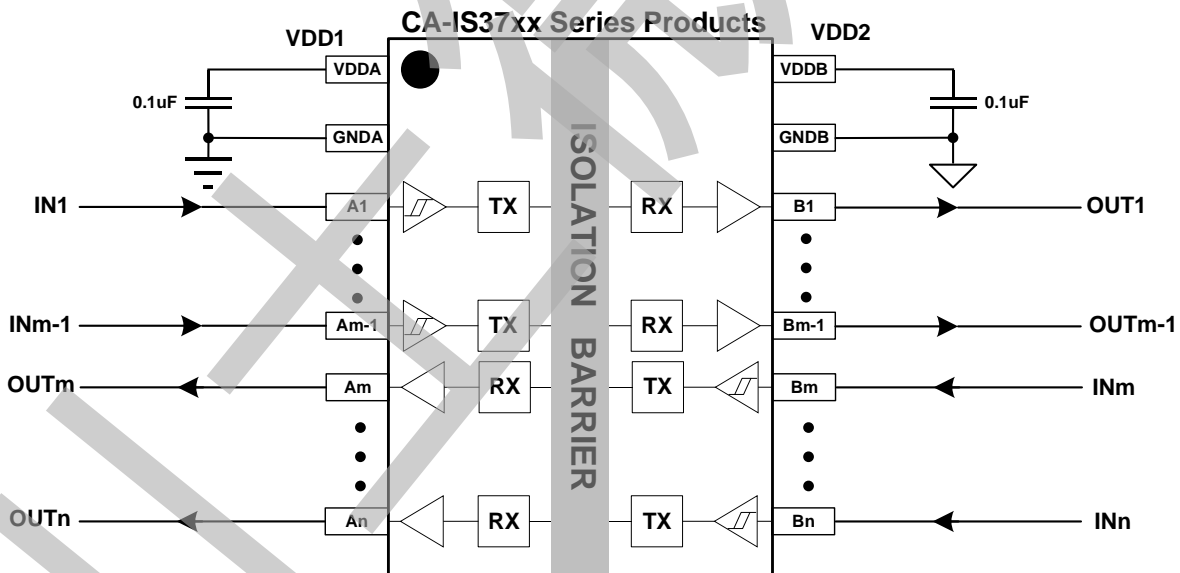 CA-IS37xx Series Products
VDD1
VDD2
VDDA
VDDB
0.1uF
0.1uF
GNDA
GNDB
ISOLATION BARRIER
IN1
A1
TX
RX
B1
OUT1
INm-1
Am-1
TX
RX
Bm-1
OUTm-1
OUTm
Am
RX
TX
Bm
INm
OUTn
An
RX
TX
Bn
INn